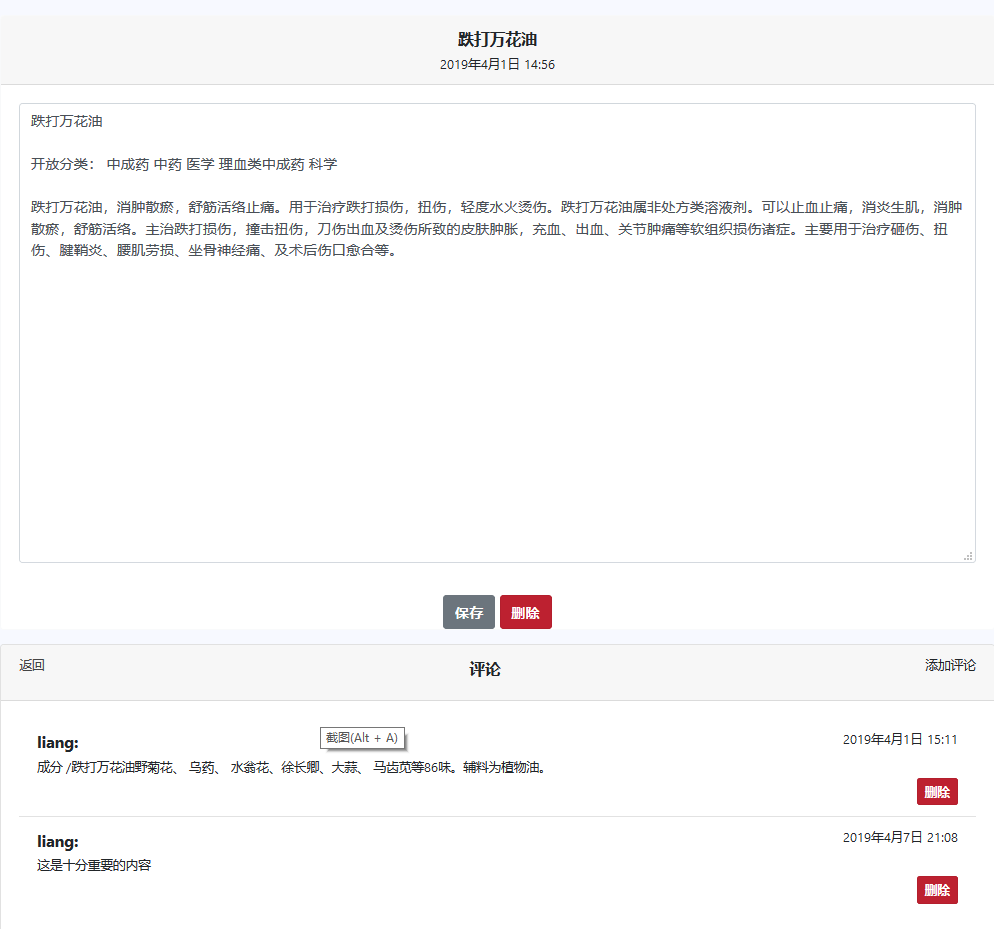 跌打万花油
2019年4月1日 14:56
跌打万花油
开放分类： 中成药 中药 医学 理血类中成药 科学
跌打万花油，消肿散瘀，舒筋活络止痛。用于治疗跌打损伤，扭伤，轻度水火烫伤。跌打万花油属非处方类溶液剂。可以止血止痛，消炎生肌，消肿
散瘀，舒筋活络。主治跌打损伤，撞击扭伤，刀伤出血及烫伤所致的皮肤肿胀，充血、出血、关节肿痛等软组织损伤诸症。主要用于治疗砸伤、扭
伤、腱鞘炎、腰肌劳损、坐骨神经痛、及术后伤口愈合等。
保存 删除
返回 评论 添加评论
liang: 2019年4月1日 15:11
截图(Alt + A)
成分 /跌打万花油野菊花、 乌药、 水翁花、徐长卿、大蒜、 马齿苋等86味。辅料为植物油。
删除
liang: 2019年4月7日 21:08
这是十分重要的内容
删除